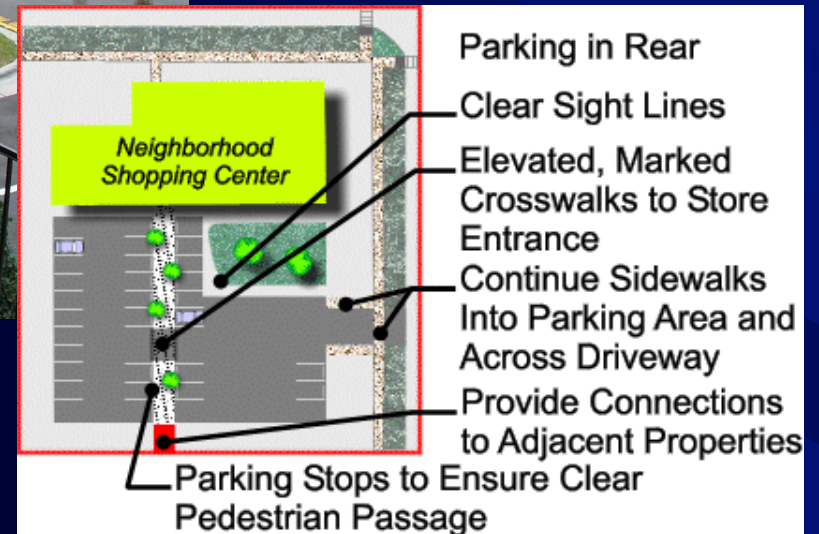 Parking in Rear
Clear Sight Lines
Neighborhood
Shopping Center
Elevated, Marked
Crosswalks to Store
Entrance
Continue Sidewalks
Into Parking Area and
Across Driveway
Provide Connections
to Adjacent Properties
Parking Stops to Ensure Clear
Pedestrian Passage